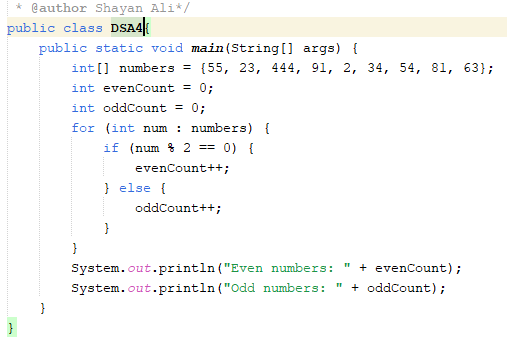 * @author Shayan Ali*/
public class DSA4{
    public static void main(String[] args) {
        int[] numbers = {55, 23, 444, 91, 2, 34, 54, 81, 63};
        int evenCount = 0;
        int oddCount = 0;
        for (int num : numbers) {
            if (num % 2 == 0) {
                evenCount++;
            } else {
                oddCount++;
            }
        }
        System.out.println("Even numbers: " + evenCount);
        System.out.println("Odd numbers: " + oddCount);
    }
}